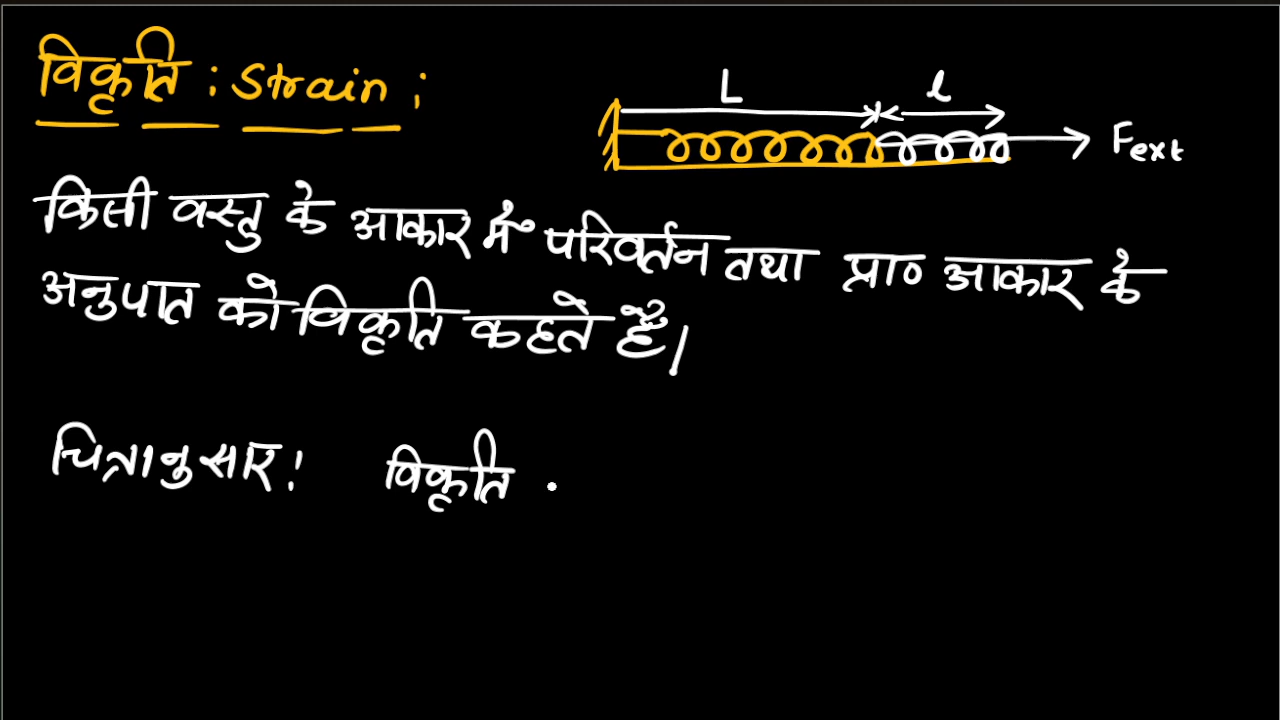 विकृति : Strain :
L l
Fext
किसी वस्तु के आकार में परिवर्तन तथा प्रा० आकार के
अनुपात को विकृति कहते हैं।
चित्रानुसार: विकृति